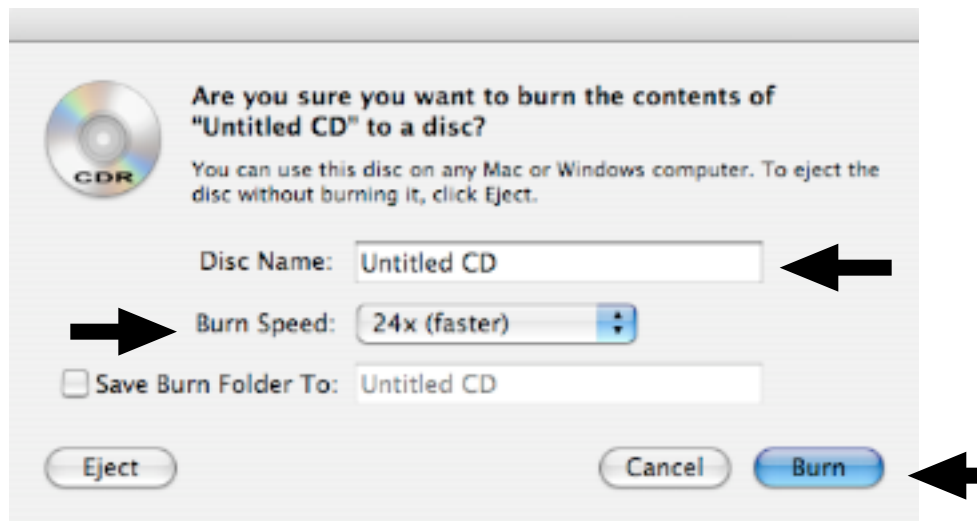 Are you sure you want to burn the contents of
"Untitled CD" to a disc?
You can use this disc on any Mac or Windows computer. To eject the
disc without burning it, click Eject.
CDR
Disc Name: Untitled CD
Burn Speed: 24x (faster)
Save Burn Folder To: Untitled CD
Eject Cancel Burn